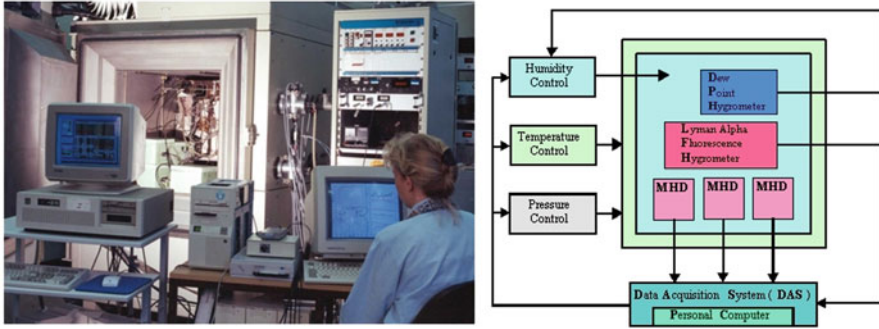 Humidity
Control
Dew
Point
Hygrometer
Temperature
Control
Lyman Alpha
Fluorescence
Hygrometer
MHD
MHD
MHD
Pressure
Control
Data Acquisition System ( DAS )
Personal Computer